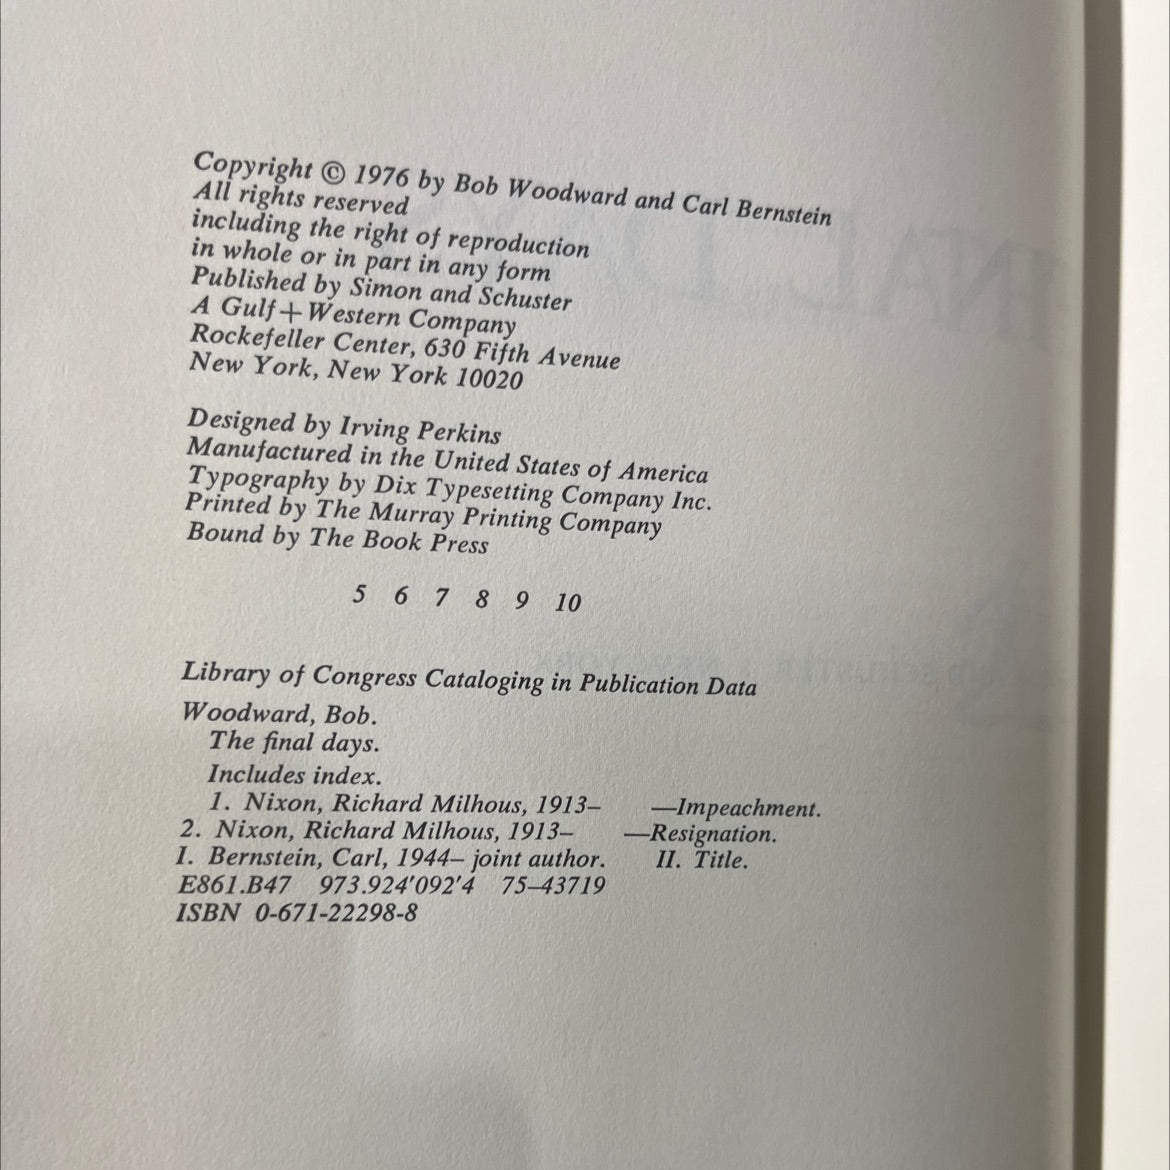 Copyright © 1976 by Bob Woodward and Carl Bernstein
All rights reserved
including the right of reproduction
in whole or in part in any form
Published by Simon and Schuster
A Gulf+Western Company
Rockefeller Center, 630 Fifth Avenue
New York, New York 10020
Designed by Irving Perkins
Manufactured in the United States of America
Typography by Dix Typesetting Company Inc.
Printed by The Murray Printing Company
Bound by The Book Press
5 6 7 8 9 10
Library of Congress Cataloging in Publication Data
Woodward, Bob.
The final days.
Includes index.
1. Nixon, Richard Milhous, 1913– —Impeachment.
2. Nixon, Richard Milhous, 1913– —Resignation.
I. Bernstein, Carl, 1944– joint author. II. Title.
E861.B47 973.924'092'4 75–43719
ISBN 0-671-22298-8